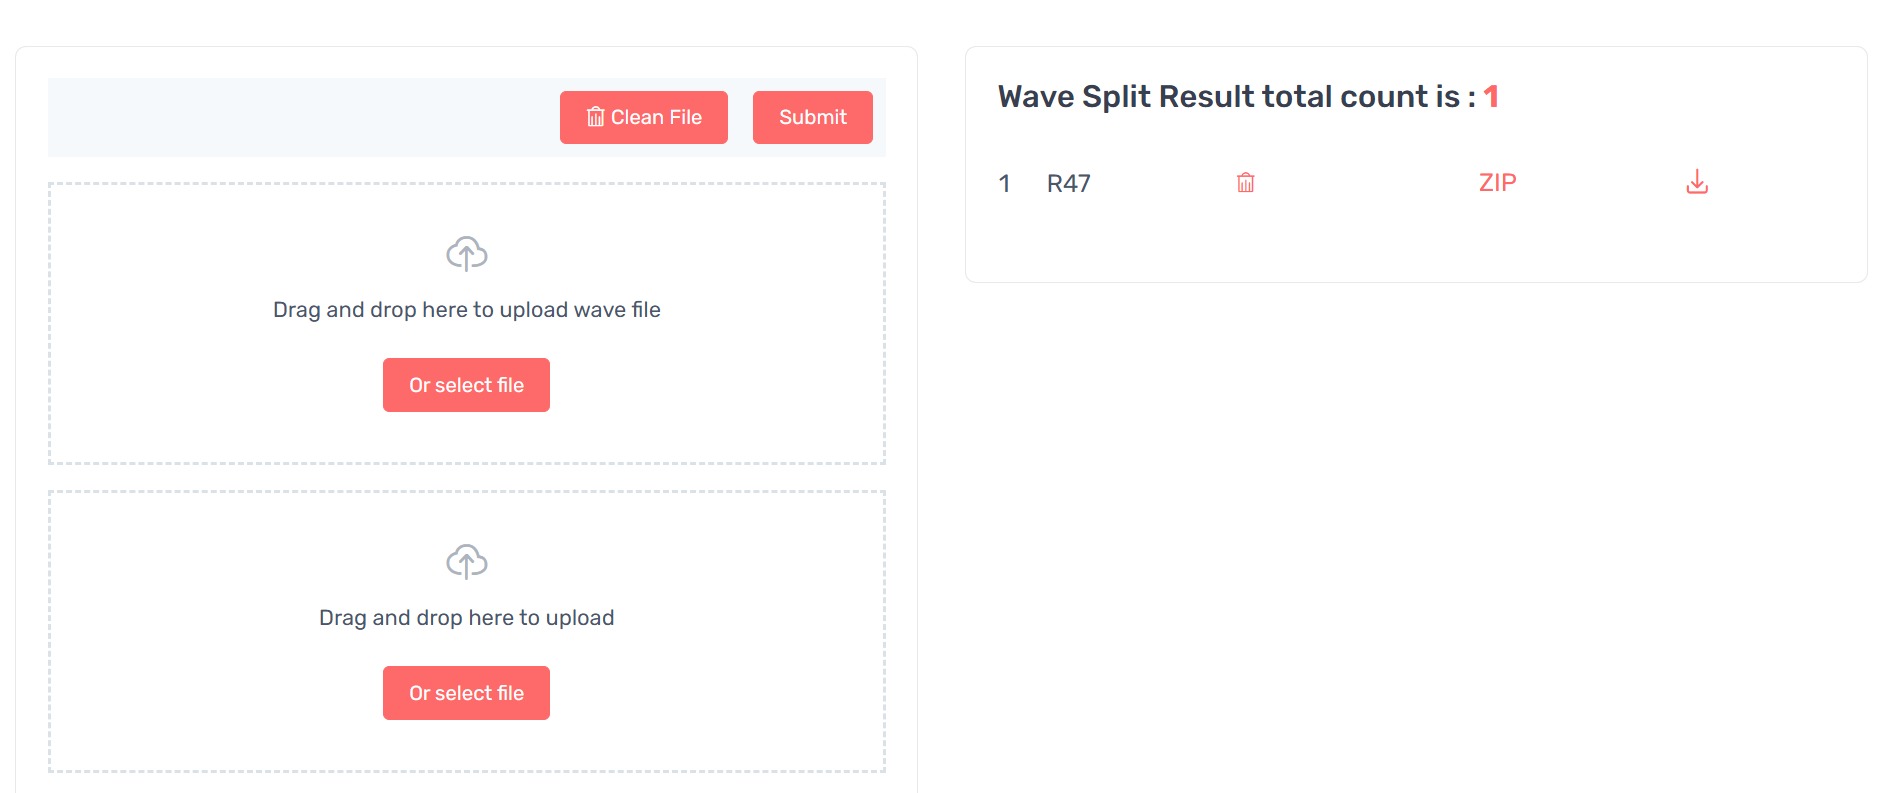 Clean File
Submit
Drag and drop here to upload wave file
Or select file
Drag and drop here to upload
Or select file
Wave Split Result total count is : 1
1 R47 ZIP